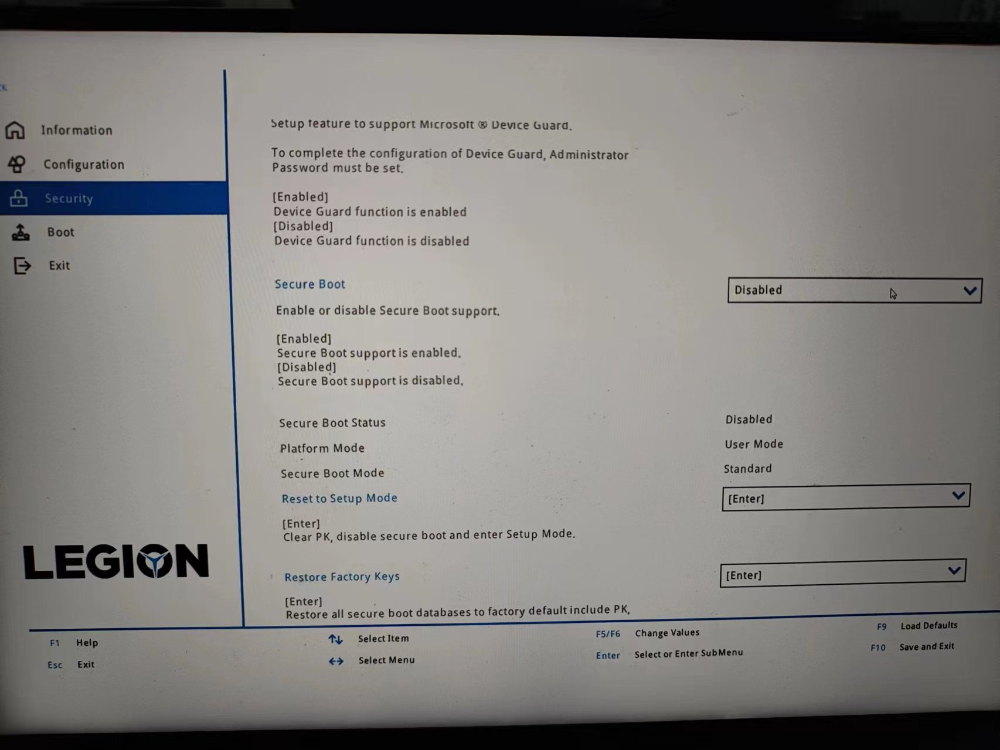 Information
Configuration
Security
Boot
Exit
LEGION
Setup feature to support Microsoft ® Device Guard.
To complete the configuration of Device Guard, Administrator
Password must be set.
[Enabled]
Device Guard function is enabled
[Disabled]
Device Guard function is disabled
Secure Boot
Disabled
Enable or disable Secure Boot support.
[Enabled]
Secure Boot support is enabled.
[Disabled]
Secure Boot support is disabled.
Secure Boot Status
Disabled
Platform Mode
User Mode
Secure Boot Mode
Standard
Reset to Setup Mode
[Enter]
[Enter]
Clear PK, disable secure boot and enter Setup Mode.
Restore Factory Keys
[Enter]
[Enter]
Restore all secure boot databases to factory default include PK,
F1 Help
Select Item
F5/F6 Change Values
F9 Load Defaults
Esc Exit
Select Menu
Enter Select or Enter SubMenu
F10 Save and Exit